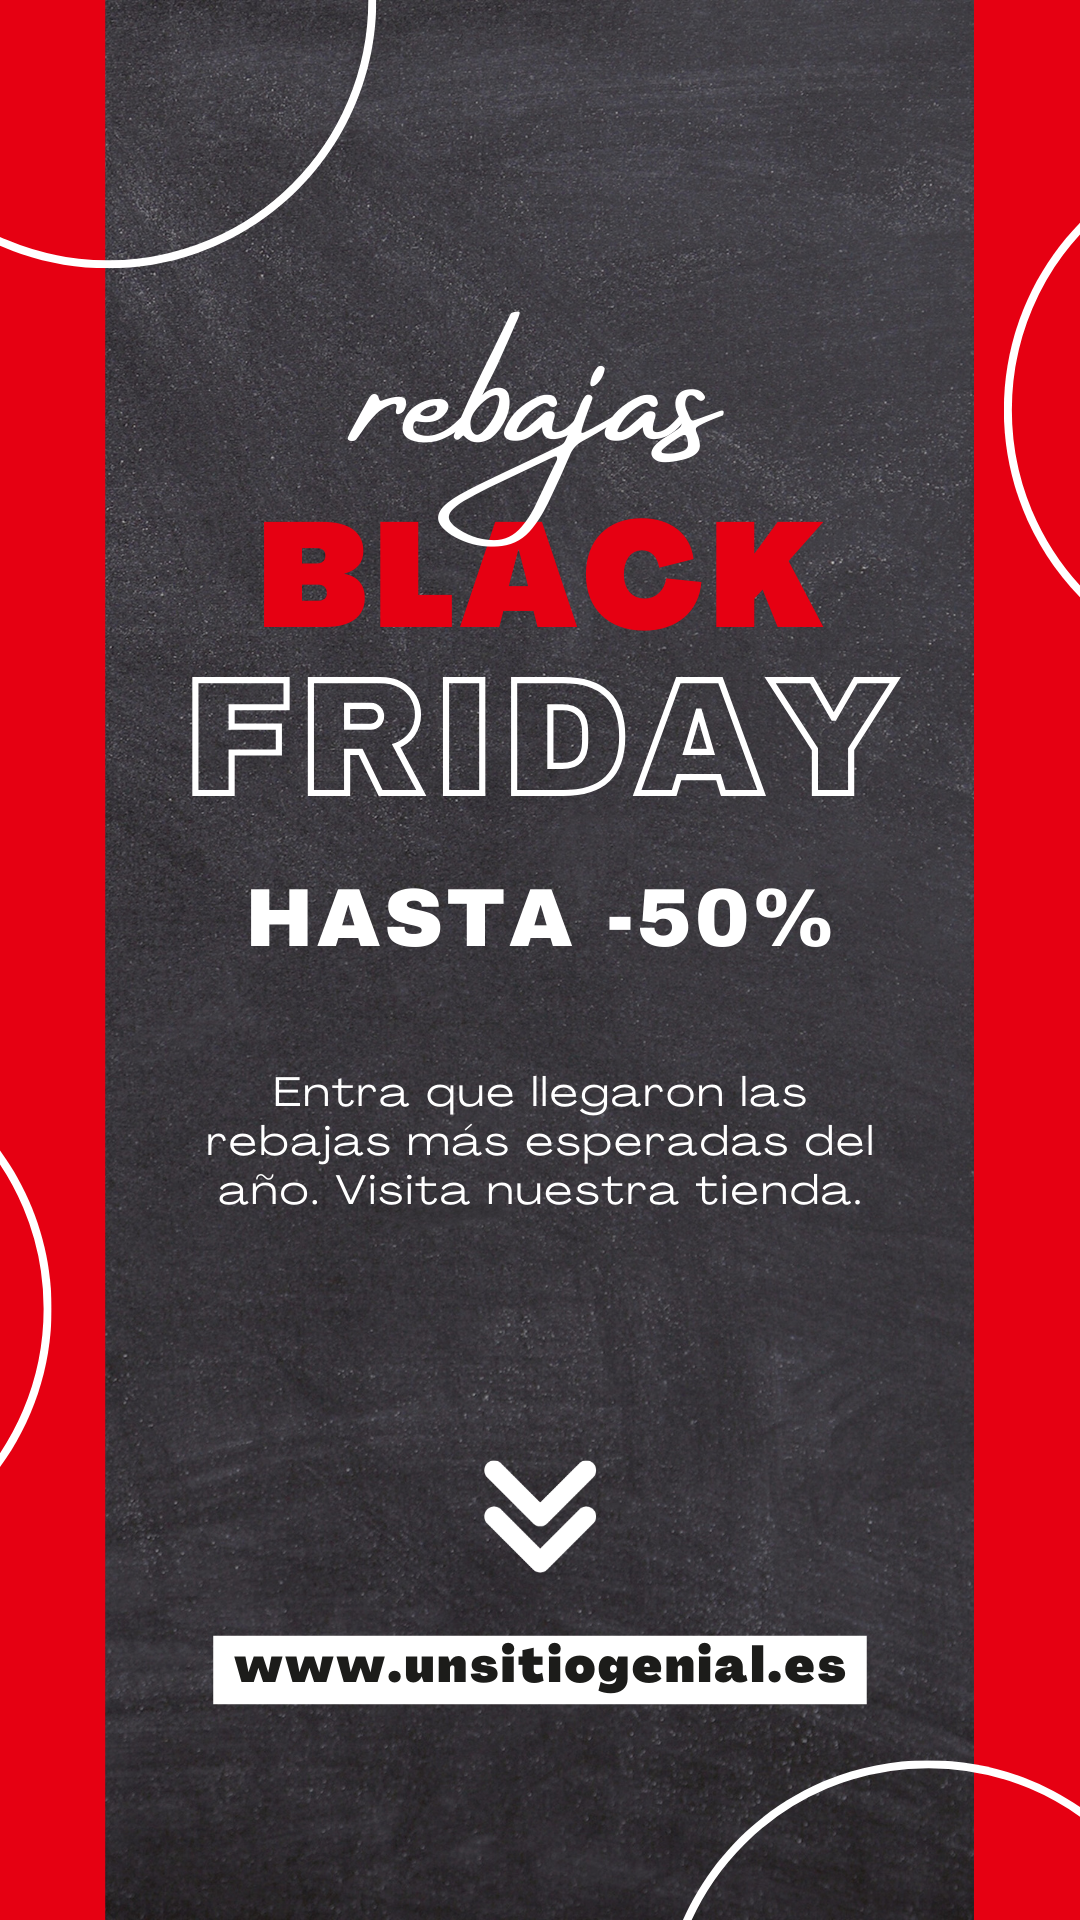 rebajas
BLACK
FRIDAY
HASTA -50%
Entra que llegaron las
rebajas más esperadas del
año. Visita nuestra tienda.
www.unsitiogenial.es